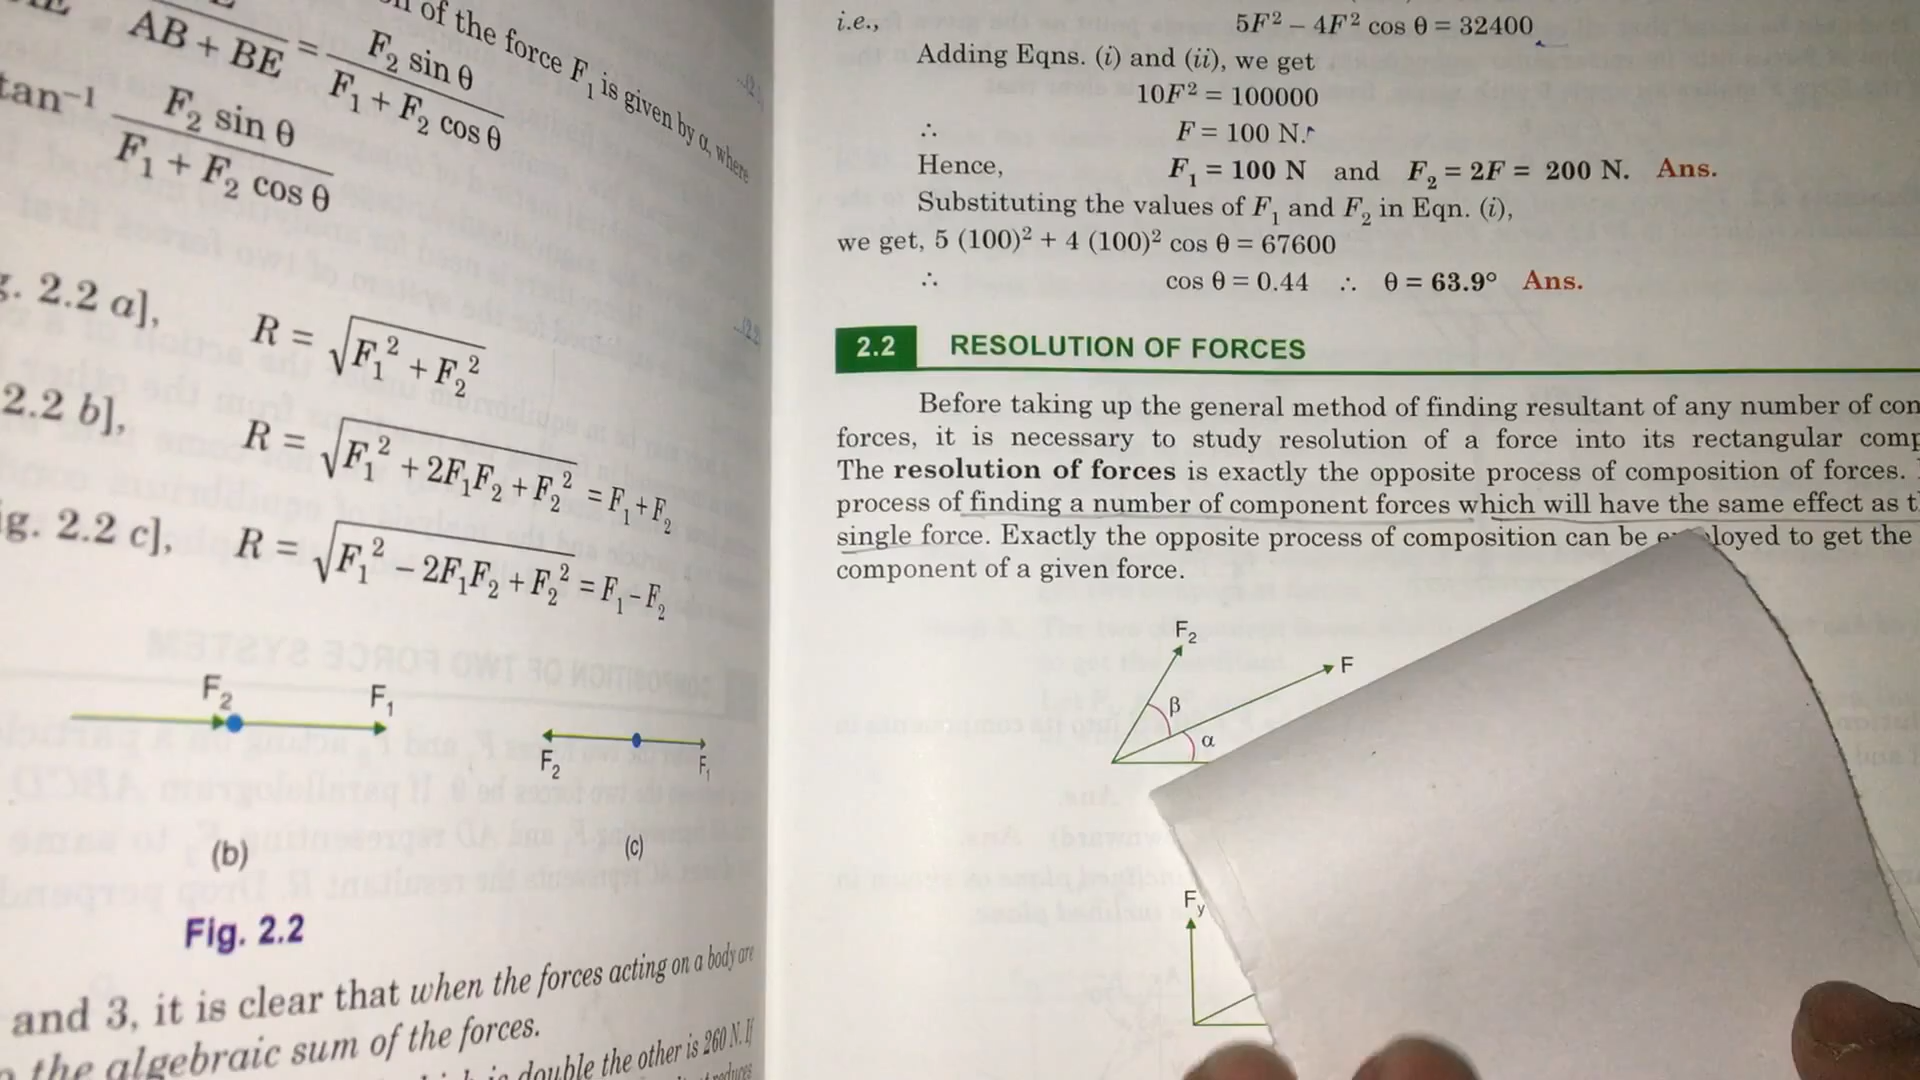 of the force F₁ is given by α, where
AB + BE = F₂ sin θ / F₁ + F₂ cos θ
tan⁻¹ F₂ sin θ / F₁ + F₂ cos θ
2.2 a],
R = √F₁² + F₂²
2.2 b],
R = √F₁² + 2F₁F₂ + F₂² = F₁ + F₂
ig. 2.2 c],
R = √F₁² − 2F₁F₂ + F₂² = F₁ − F₂
F₂ F₁
F₂ F₁
(b) (c)
Fig. 2.2
and 3, it is clear that when the forces acting on a body are
the algebraic sum of the forces.
is double the other is 260 N. If
i.e., 5F² – 4F² cos θ = 32400
Adding Eqns. (i) and (ii), we get
10F² = 100000
∴ F = 100 N.
Hence, F₁ = 100 N and F₂ = 2F = 200 N. Ans.
Substituting the values of F₁ and F₂ in Eqn. (i),
we get, 5 (100)² + 4 (100)² cos θ = 67600
∴ cos θ = 0.44 ∴ θ = 63.9° Ans.
2.2 RESOLUTION OF FORCES
Before taking up the general method of finding resultant of any number of con
forces, it is necessary to study resolution of a force into its rectangular comp
The resolution of forces is exactly the opposite process of composition of forces.
process of finding a number of component forces which will have the same effect as t
single force. Exactly the opposite process of composition can be e loyed to get the
component of a given force.
F₂
F
β
α
Fy